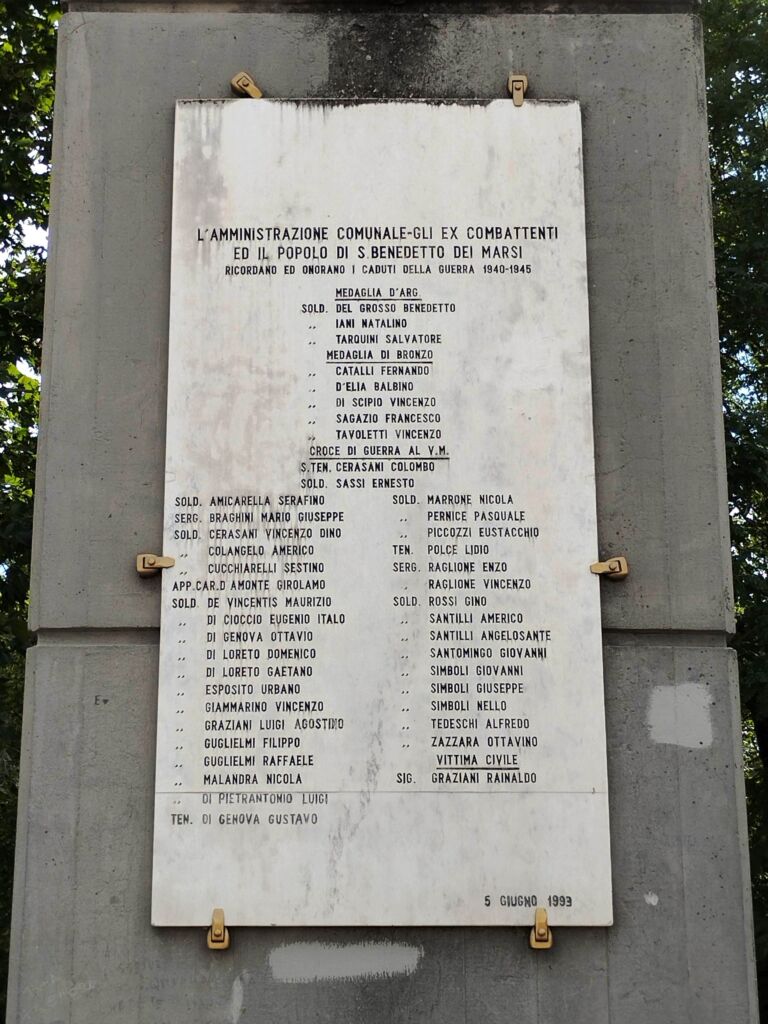 L'AMMINISTRAZIONE COMUNALE-GLI EX COMBATTENTI
ED IL POPOLO DI S.BENEDETTO DEI MARSI
RICORDANO ED ONORANO I CADUTI DELLA GUERRA 1940-1945
MEDAGLIA D'ARG.
SOLD. DEL GROSSO BENEDETTO
,, IANI NATALINO
,, TARQUINI SALVATORE
MEDAGLIA DI BRONZO
,, CATALLI FERNANDO
,, D'ELIA BALBINO
,, DI SCIPIO VINCENZO
,, SAGAZIO FRANCESCO
,, TAVOLETTI VINCENZO
CROCE DI GUERRA AL V.M.
S.TEN. CERASANI COLOMBO
SOLD. SASSI ERNESTO
SOLD. AMICARELLA SERAFINO
SERG. BRAGHINI MARIO GIUSEPPE
SOLD. CERASANI VINCENZO DINO
,, COLANGELO AMERICO
,, CUCCHIARELLI SESTINO
APP.CAR.D'AMONTE GIROLAMO
SOLD. DE VINCENTIS MAURIZIO
,, DI CIOCCIO EUGENIO ITALO
,, DI GENOVA OTTAVIO
,, DI LORETO DOMENICO
,, DI LORETO GAETANO
,, ESPOSITO URBANO
,, GIAMMARINO VINCENZO
,, GRAZIANI LUIGI AGOSTINO
,, GUGLIELMI FILIPPO
,, GUGLIELMI RAFFAELE
,, MALANDRA NICOLA
,, DI PIETRANTONIO LUIGI
TEN. DI GENOVA GUSTAVO
SOLD. MARRONE NICOLA
,, PERNICE PASQUALE
,, PICCOZZI EUSTACCHIO
TEN. POLCE LIDIO
SERG. RAGLIONE ENZO
,, RAGLIONE VINCENZO
SOLD. ROSSI GINO
,, SANTILLI AMERICO
,, SANTILLI ANGELOSANTE
,, SANTOMINGO GIOVANNI
,, SIMBOLI GIOVANNI
,, SIMBOLI GIUSEPPE
,, SIMBOLI NELLO
,, TEDESCHI ALFREDO
,, ZAZZARA OTTAVINO
VITTIMA CIVILE
SIG. GRAZIANI RAINALDO
5 GIUGNO 1993